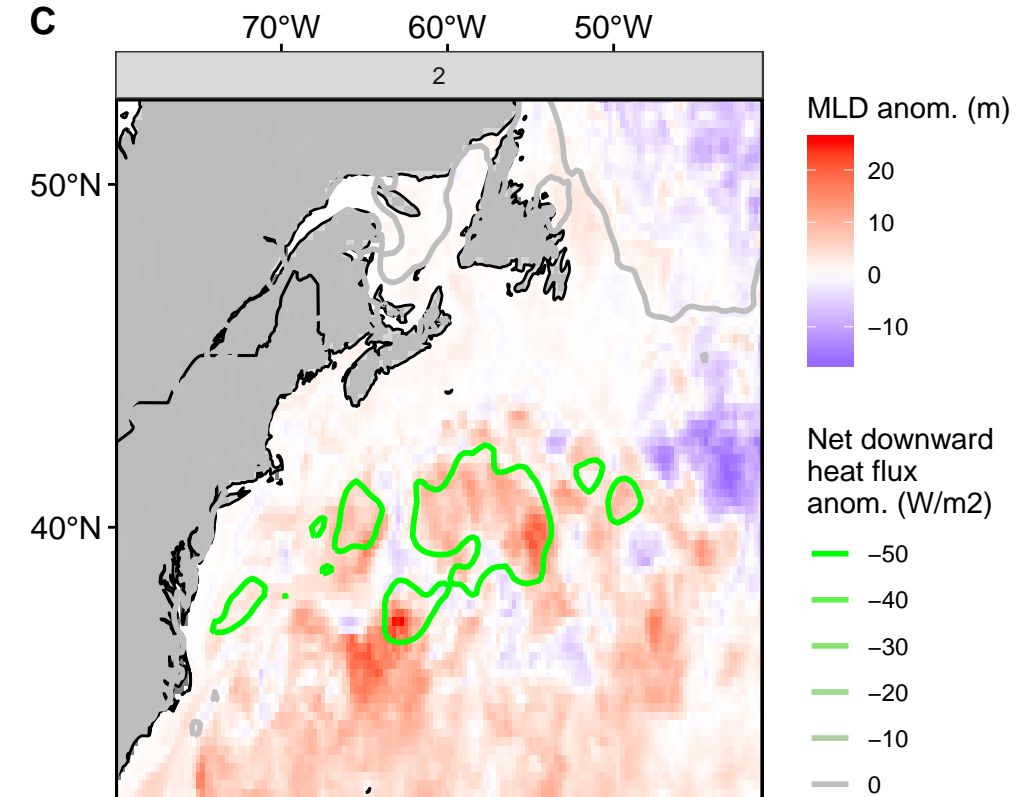 C
70°W 60°W 50°W
2
50°N
40°N
MLD anom. (m)
20
10
0
−10
Net downward
heat flux
anom. (W/m2)
−50
−40
−30
−20
−10
0